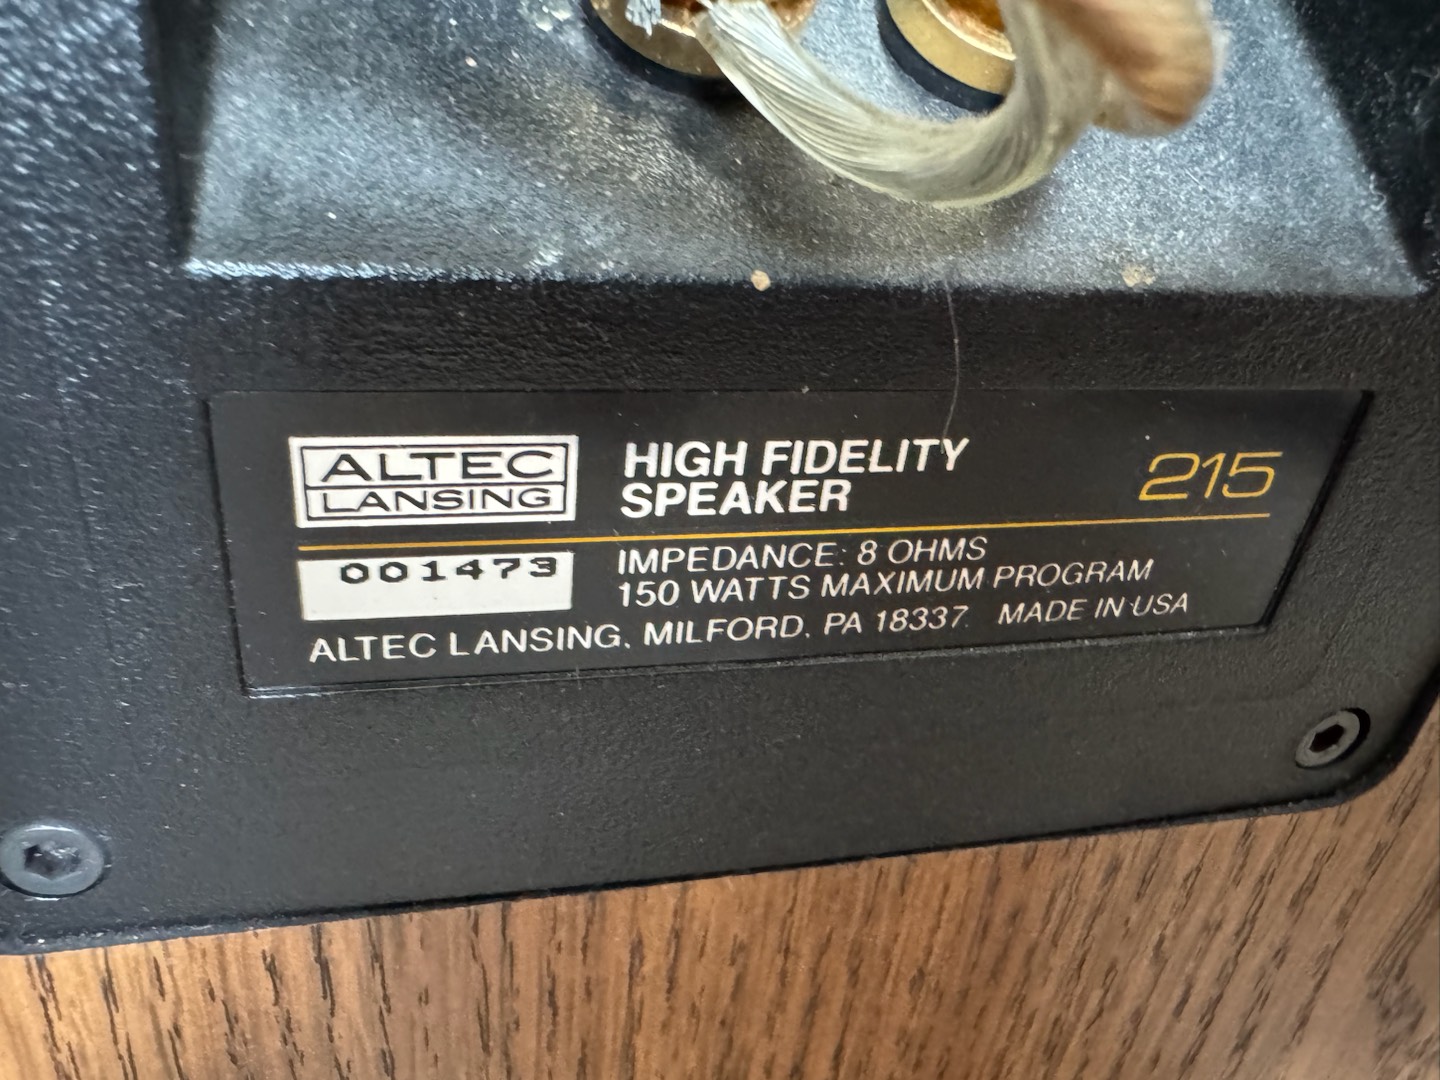 ALTEC
LANSING
HIGH FIDELITY
SPEAKER
215
001473
IMPEDANCE: 8 OHMS
150 WATTS MAXIMUM PROGRAM
ALTEC LANSING, MILFORD, PA 18337 MADE IN USA